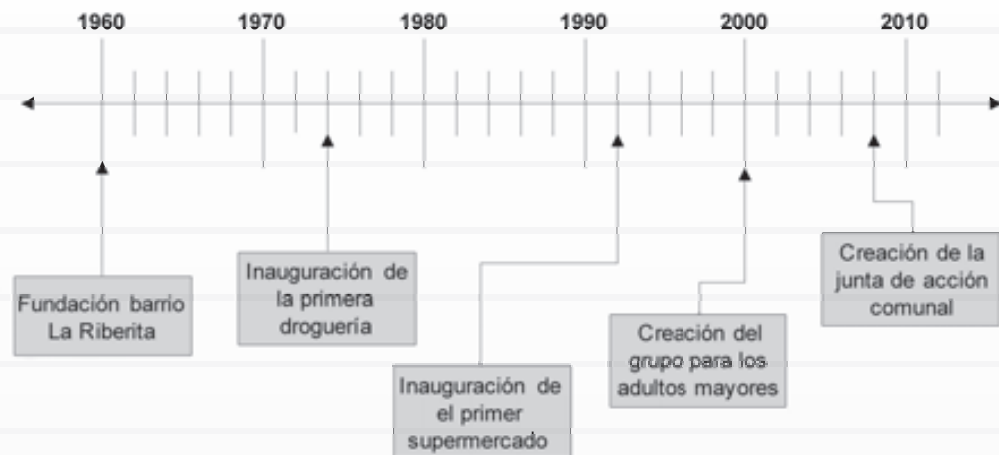 1960 1970 1980 1990 2000 2010
Fundación barrio
La Riberita
Inauguración de
la primera
droguería
Inauguración de
el primer
supermercado
Creación del
grupo para los
adultos mayores
Creación de la
junta de acción
comunal